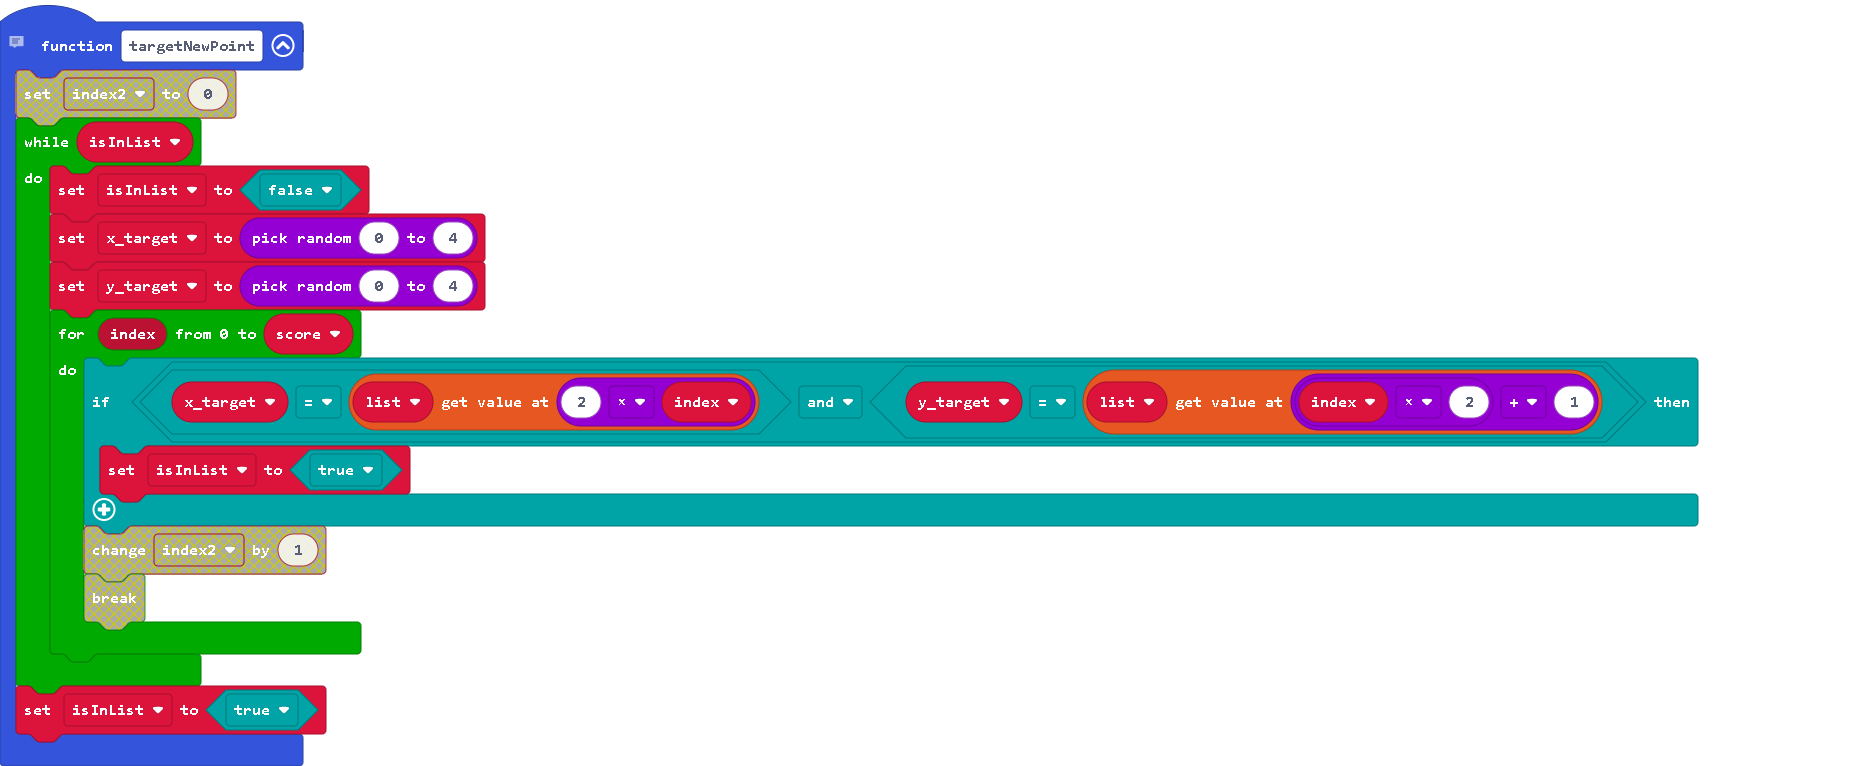 function targetNewPoint
set index2 to 0
while isInList
do
set isInList to false
set x_target to pick random 0 to 4
set y_target to pick random 0 to 4
for index from 0 to score
do
if x_target = list get value at 2 × index and y_target = list get value at index × 2 + 1 then
set isInList to true
change index2 by 1
break
set isInList to true